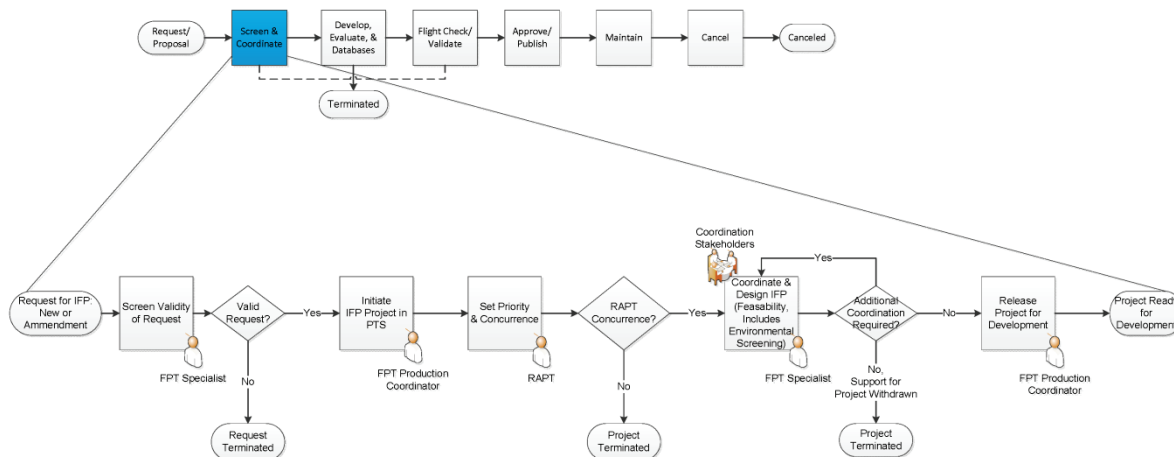 Request/
Proposal
Screen &
Coordinate
Develop,
Evaluate, &
Databases
Flight Check/
Validate
Approve/
Publish
Maintain
Cancel
Canceled
Terminated
Request for IFP:
New or
Ammendment
Screen Validity
of Request
FPT Specialist
Valid
Request?
Yes
No
Request
Terminated
Initiate
IFP Project in
PTS
FPT Production
Coordinator
Set Priority
& Concurrence
RAPT
RAPT
Concurrence?
Yes
No
Project
Terminated
Coordination
Stakeholders
Coordinate &
Design IFP
(Feasability,
Includes
Environmental
Screening)
FPT Specialist
Yes
Additional
Coordination
Required?
No
No,
Support for
Project Withdrawn
Project
Terminated
Release
Project for
Development
FPT Production
Coordinator
Project Ready
for
Development